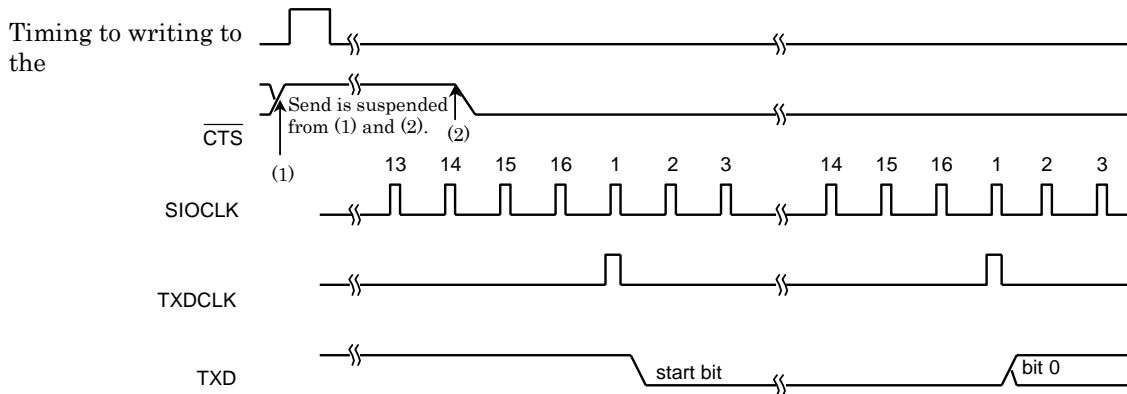 Timing to writing to
the
Send is suspended
from (1) and (2).
(2)
CTS
(1)
13 14 15 16 1 2 3 14 15 16 1 2 3
SIOCLK
TXDCLK
TXD
start bit
bit 0